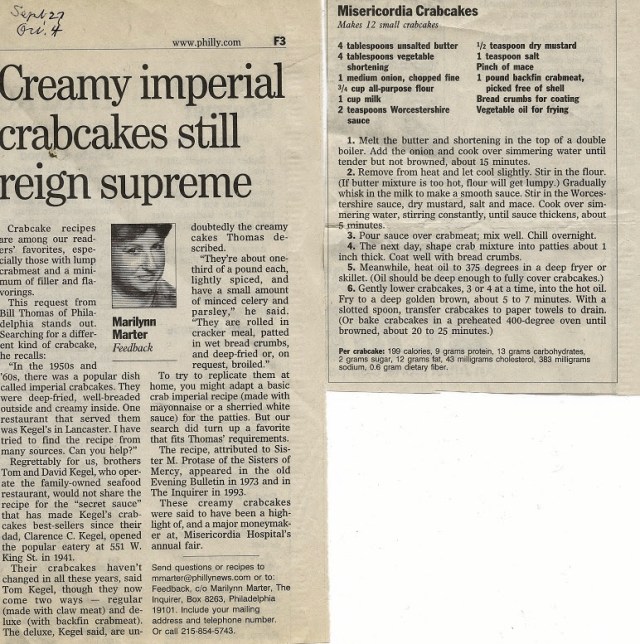 Sept 27
Oct. 4
www.philly.com F3
Creamy imperial
crabcakes still
reign supreme
Crabcake recipes
are among our read-
ers' favorites, espe-
cially those with lump
crabmeat and a mini-
mum of filler and fla-
vorings.
This request from
Bill Thomas of Phila-
delphia stands out.
Searching for a differ-
ent kind of crabcake,
he recalls:
"In the 1950s and
'60s, there was a popular dish
called imperial crabcakes. They
were deep-fried, well-breaded
outside and creamy inside. One
restaurant that served them
was Kegel's in Lancaster. I have
tried to find the recipe from
many sources. Can you help?"
Regrettably for us, brothers
Tom and David Kegel, who oper-
ate the family-owned seafood
restaurant, would not share the
recipe for the "secret sauce"
that has made Kegel's crab-
cakes best-sellers since their
dad, Clarence C. Kegel, opened
the popular eatery at 551 W.
King St. in 1941.
Their crabcakes haven't
changed in all these years, said
Tom Kegel, though they now
come two ways — regular
(made with claw meat) and de-
luxe (with backfin crabmeat).
The deluxe, Kegel said, are un-
Marilynn
Marter
Feedback
doubtedly the creamy
cakes Thomas de-
scribed.
"They're about one-
third of a pound each,
lightly spiced, and
have a small amount
of minced celery and
parsley," he said.
"They are rolled in
cracker meal, patted
in wet bread crumbs,
and deep-fried or, on
request, broiled."
To try to replicate them at
home, you might adapt a basic
crab imperial recipe (made with
mayonnaise or a sherried white
sauce) for the patties. But our
search did turn up a favorite
that fits Thomas' requirements.
The recipe, attributed to Sis-
ter M. Protase of the Sisters of
Mercy, appeared in the old
Evening Bulletin in 1973 and in
The Inquirer in 1993.
These creamy crabcakes
were said to have been a high-
light of, and a major moneymak-
er at, Misericordia Hospital's
annual fair.
Send questions or recipes to
mmarter@phillynews.com or to:
Feedback, c/o Marilynn Marter, The
Inquirer, Box 8263, Philadelphia
19101. Include your mailing
address and telephone number.
Or call 215-854-5743.
Misericordia Crabcakes
Makes 12 small crabcakes
4 tablespoons unsalted butter
4 tablespoons vegetable
shortening
1 medium onion, chopped fine
3/4 cup all-purpose flour
1 cup milk
2 teaspoons Worcestershire
sauce
1/2 teaspoon dry mustard
1 teaspoon salt
Pinch of mace
1 pound backfin crabmeat,
picked free of shell
Bread crumbs for coating
Vegetable oil for frying
1. Melt the butter and shortening in the top of a double
boiler. Add the onion and cook over simmering water until
tender but not browned, about 15 minutes.
2. Remove from heat and let cool slightly. Stir in the flour.
(If butter mixture is too hot, flour will get lumpy.) Gradually
whisk in the milk to make a smooth sauce. Stir in the Worces-
tershire sauce, dry mustard, salt and mace. Cook over sim-
mering water, stirring constantly, until sauce thickens, about
5 minutes.
3. Pour sauce over crabmeat; mix well. Chill overnight.
4. The next day, shape crab mixture into patties about 1
inch thick. Coat well with bread crumbs.
5. Meanwhile, heat oil to 375 degrees in a deep fryer or
skillet. (Oil should be deep enough to fully cover crabcakes.)
6. Gently lower crabcakes, 3 or 4 at a time, into the hot oil.
Fry to a deep golden brown, about 5 to 7 minutes. With a
slotted spoon, transfer crabcakes to paper towels to drain.
(Or bake crabcakes in a preheated 400-degree oven until
browned, about 20 to 25 minutes.)
Per crabcake: 199 calories, 9 grams protein, 13 grams carbohydrates,
2 grams sugar, 12 grams fat, 43 milligrams cholesterol, 383 milligrams
sodium, 0.6 gram dietary fiber.